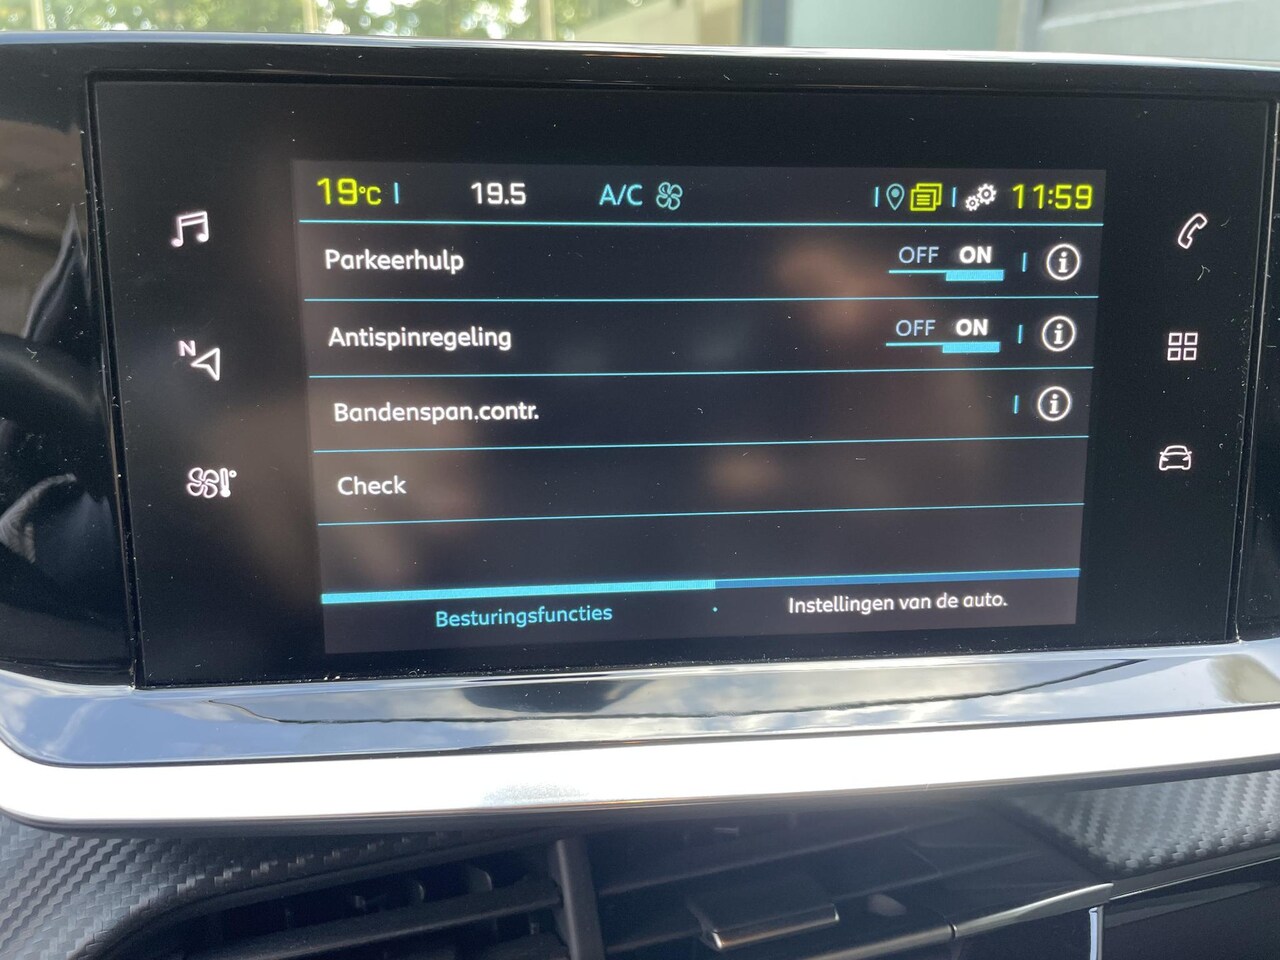 19°C 19.5 A/C 11:59
Parkeerhulp OFF ON i
Antispinregeling OFF ON i
Bandenspan.contr. i
Check
Besturingsfuncties Instellingen van de auto.
N